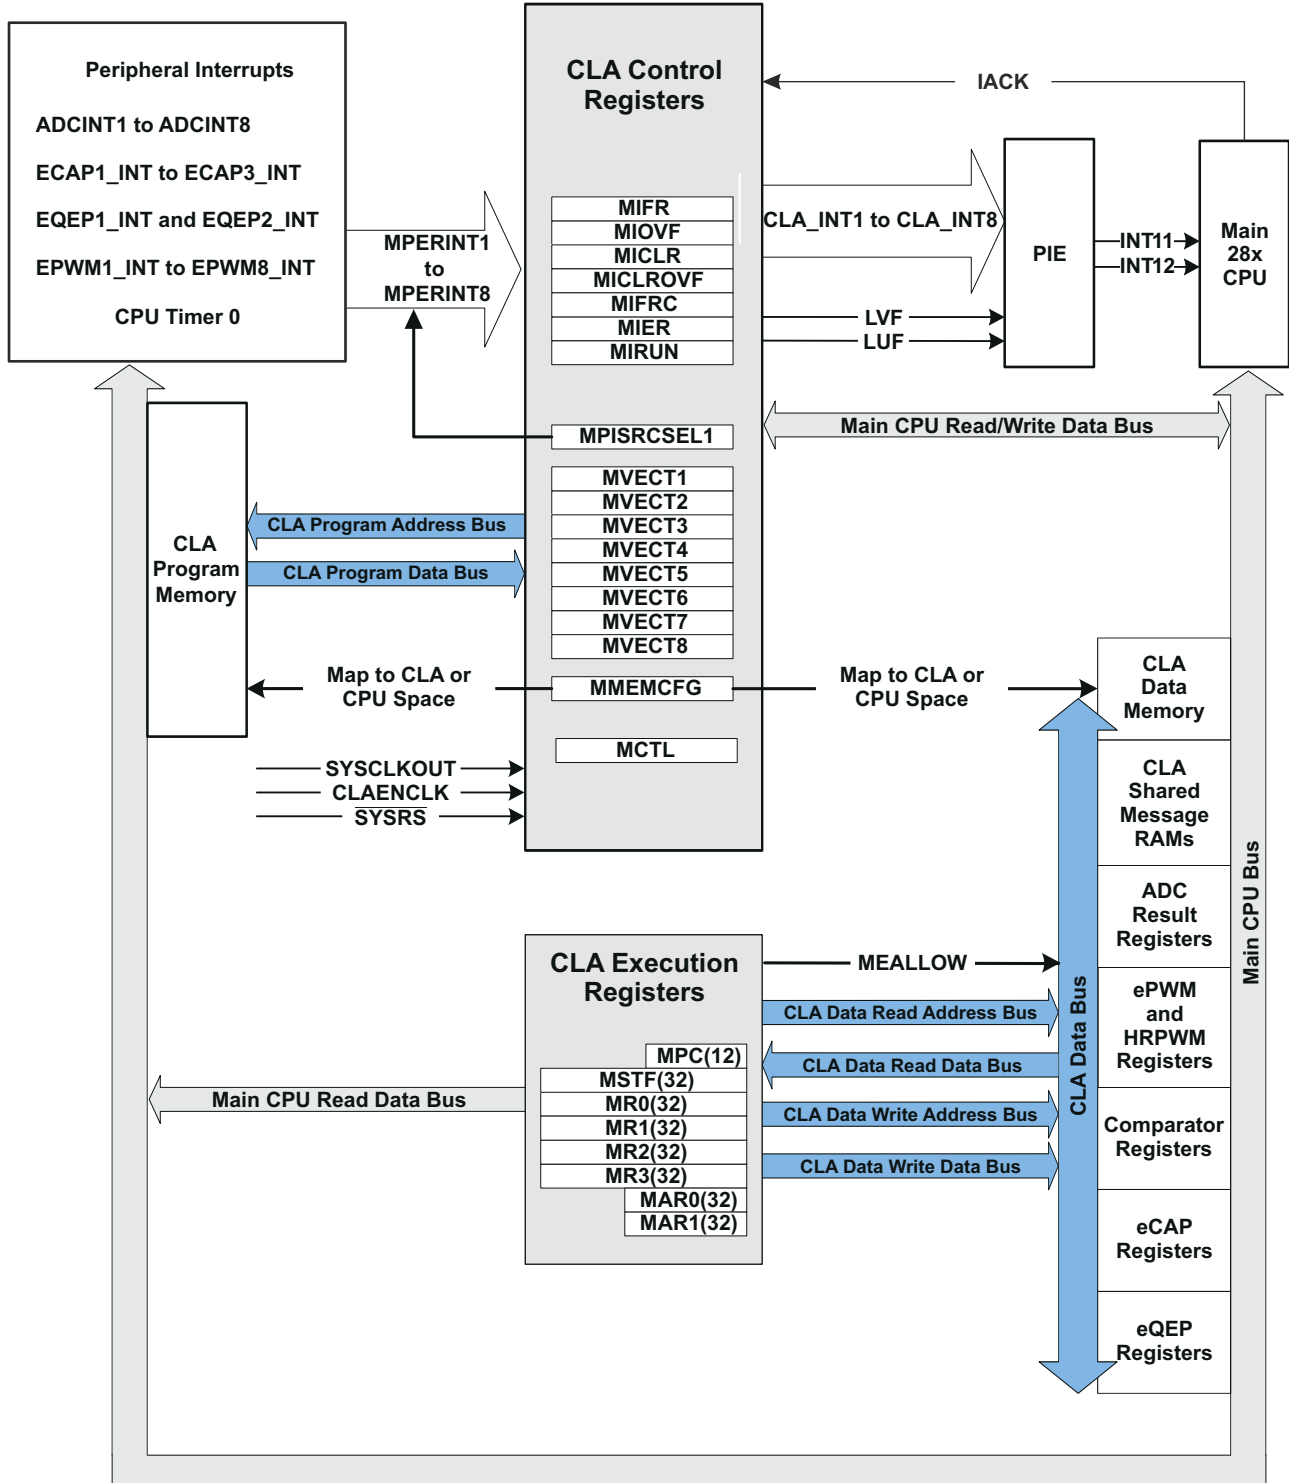 Peripheral Interrupts
ADCINT1 to ADCINT8
ECAP1_INT to ECAP3_INT
EQEP1_INT and EQEP2_INT
EPWM1_INT to EPWM8_INT
CPU Timer 0
MPERINT1
to
MPERINT8
CLA Control
Registers
MIFR
MIOVF
MICLR
MICLROVF
MIFRC
MIER
MIRUN
MPISRCSEL1
MVECT1
MVECT2
MVECT3
MVECT4
MVECT5
MVECT6
MVECT7
MVECT8
MMEMCFG
MCTL
IACK
CLA_INT1 to CLA_INT8
LVF
LUF
PIE
INT11
INT12
Main
28x
CPU
Main CPU Read/Write Data Bus
CLA
Program
Memory
CLA Program Address Bus
CLA Program Data Bus
Map to CLA or
CPU Space
Map to CLA or
CPU Space
SYSCLKOUT
CLAENCLK
SYSRS
CLA
Data
Memory
CLA
Shared
Message
RAMs
ADC
Result
Registers
ePWM
and
HRPWM
Registers
Comparator
Registers
eCAP
Registers
eQEP
Registers
Main CPU Bus
CLA Data Bus
CLA Execution
Registers
MPC(12)
MSTF(32)
MR0(32)
MR1(32)
MR2(32)
MR3(32)
MAR0(32)
MAR1(32)
MEALLOW
CLA Data Read Address Bus
CLA Data Read Data Bus
CLA Data Write Address Bus
CLA Data Write Data Bus
Main CPU Read Data Bus